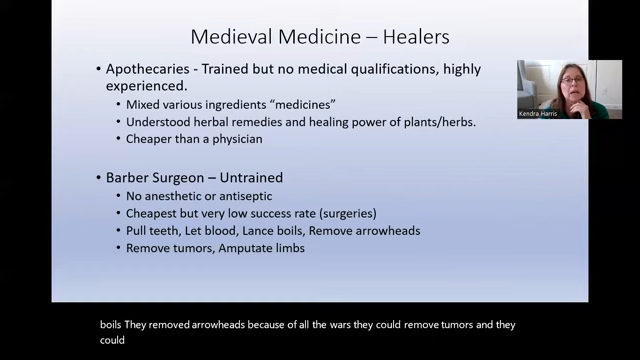 Medieval Medicine – Healers
• Apothecaries - Trained but no medical qualifications, highly
experienced.
• Mixed various ingredients “medicines”
• Understood herbal remedies and healing power of plants/herbs.
• Cheaper than a physician
• Barber Surgeon – Untrained
• No anesthetic or antiseptic
• Cheapest but very low success rate (surgeries)
• Pull teeth, Let blood, Lance boils, Remove arrowheads
• Remove tumors, Amputate limbs
Kendra Harris
boils They removed arrowheads because of all the wars they could remove tumors and they
could